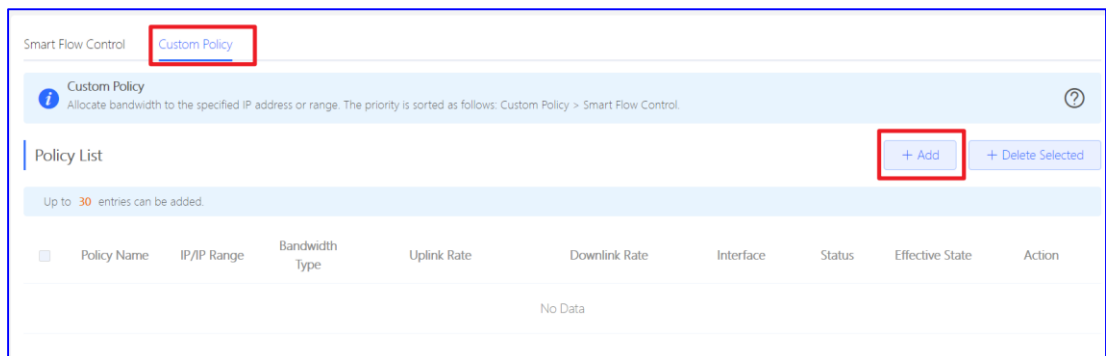 Smart Flow Control Custom Policy
Custom Policy
Allocate bandwidth to the specified IP address or range. The priority is sorted as follows: Custom Policy > Smart Flow Control.
Policy List + Add + Delete Selected
Up to 30 entries can be added.
Policy Name IP/IP Range Bandwidth Type Uplink Rate Downlink Rate Interface Status Effective State Action
No Data